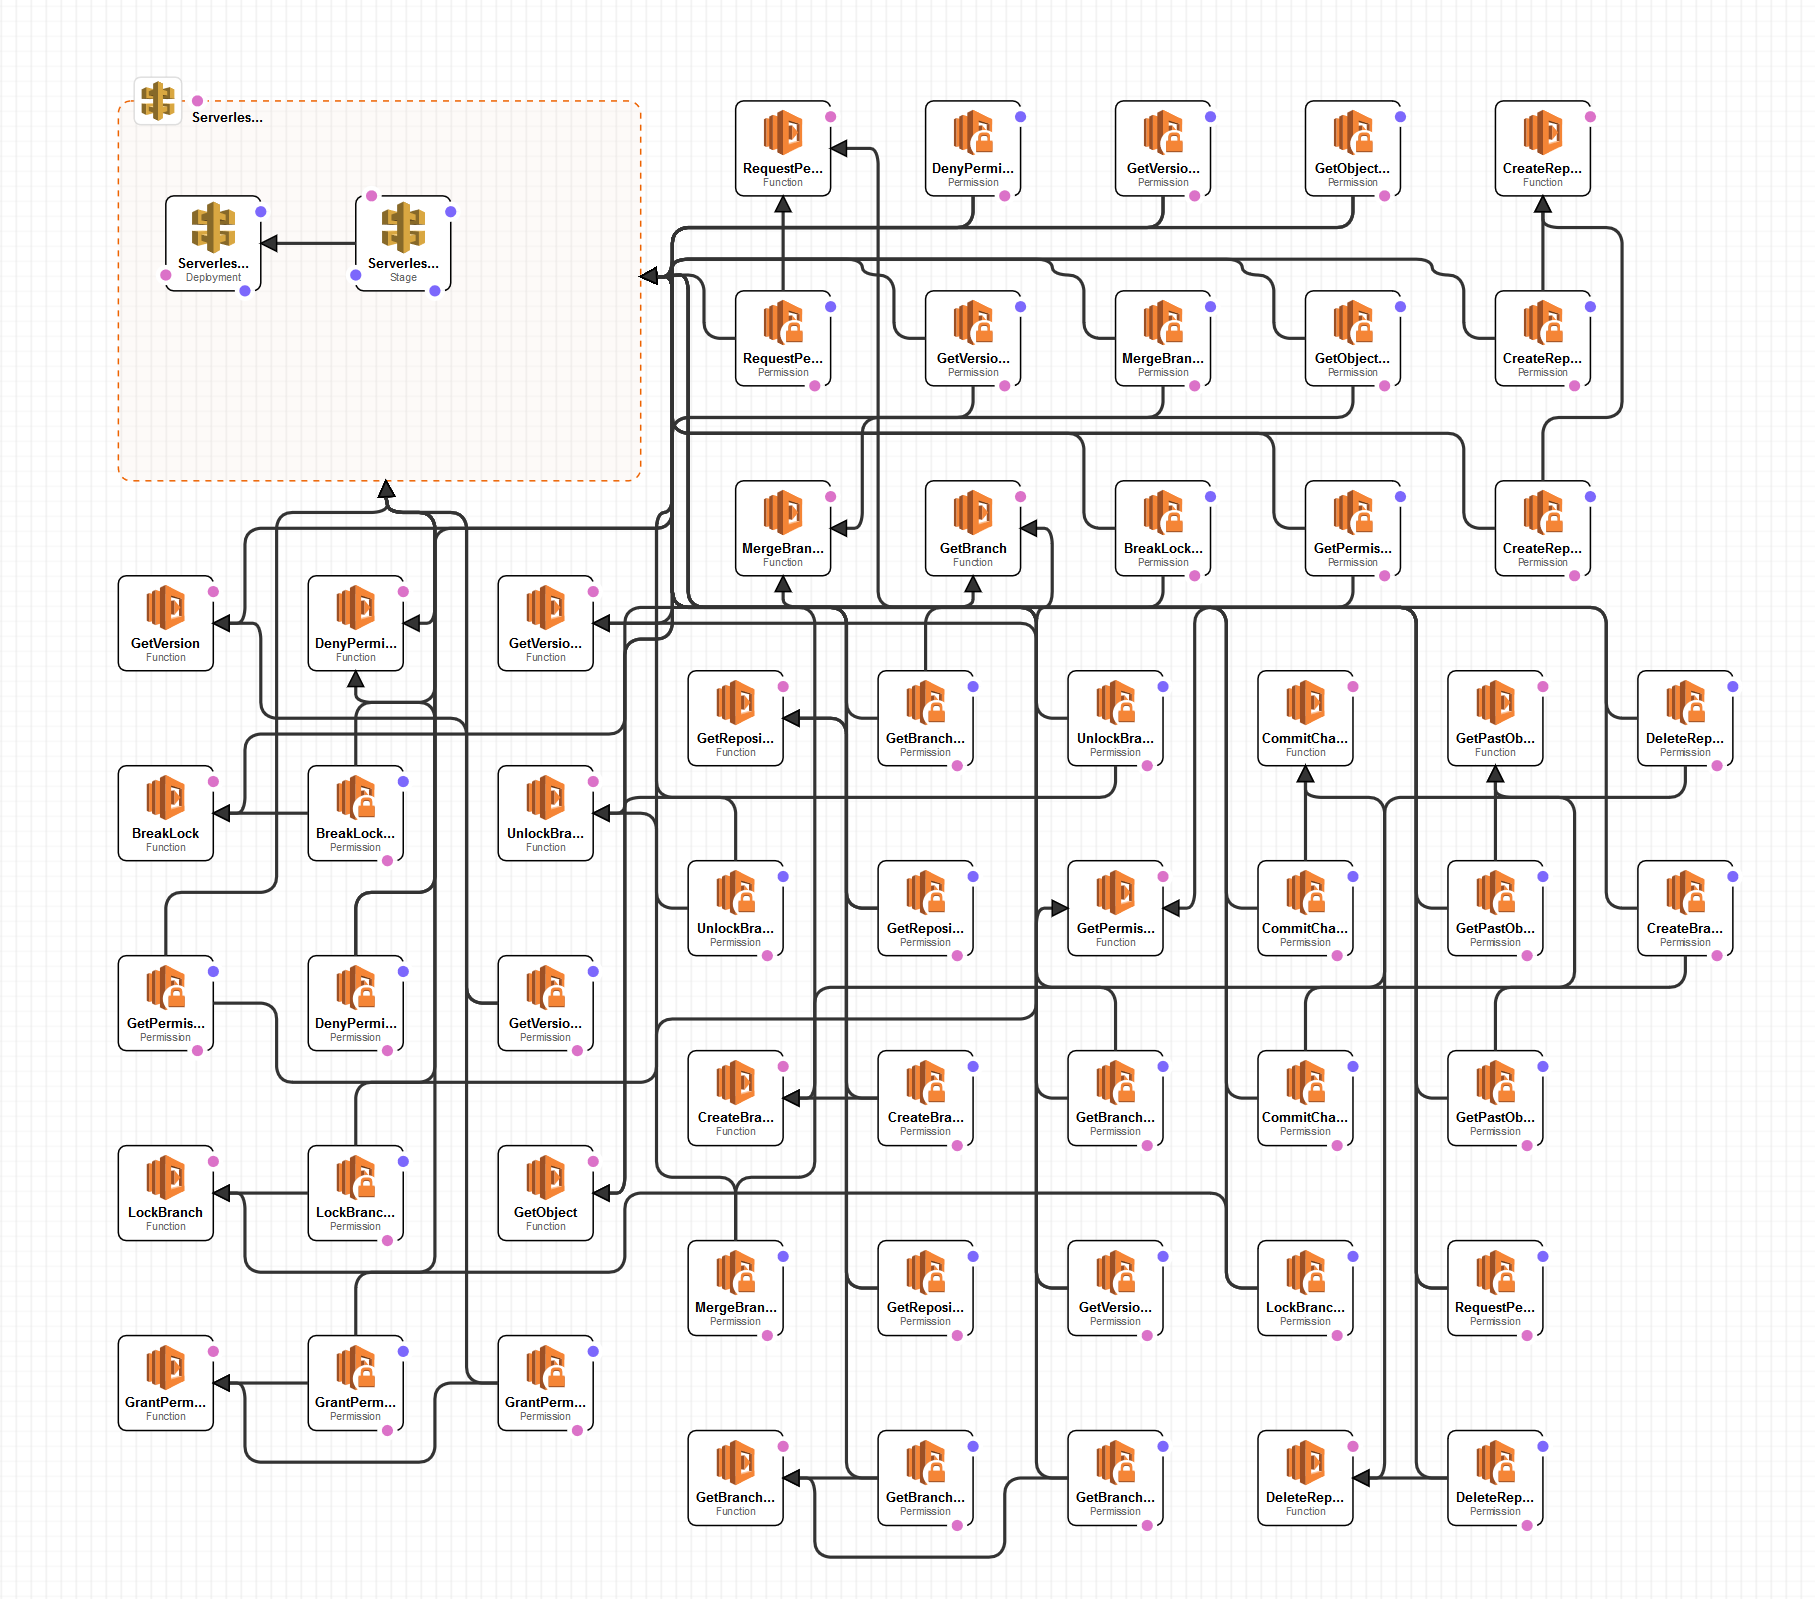 Serverles...
Serverles...
Deployment
Serverles...
Stage
RequestPe...
Function
DenyPermi...
Permission
GetVersio...
Permission
GetObject...
Permission
CreateRep...
Function
RequestPe...
Permission
GetVersio...
Permission
MergeBran...
Permission
GetObject...
Permission
CreateRep...
Permission
MergeBran...
Function
GetBranch
Function
BreakLock...
Permission
GetPermis...
Permission
CreateRep...
Permission
GetVersion
Function
DenyPermi...
Function
GetVersio...
Function
GetReposi...
Function
GetBranch...
Permission
UnlockBra...
Permission
CommitCha...
Function
GetPastOb...
Function
DeleteRep...
Permission
BreakLock
Function
BreakLock...
Permission
UnlockBra...
Function
UnlockBra...
Permission
GetReposi...
Permission
GetPermis...
Function
CommitCha...
Permission
GetPastOb...
Permission
CreateBra...
Permission
GetPermis...
Permission
DenyPermi...
Permission
GetVersio...
Permission
CreateBra...
Function
CreateBra...
Permission
GetBranch...
Permission
CommitCha...
Permission
GetPastOb...
Permission
LockBranch
Function
LockBranc...
Permission
GetObject
Function
MergeBran...
Permission
GetReposi...
Permission
GetVersio...
Permission
LockBranc...
Permission
RequestPe...
Permission
GrantPerm...
Function
GrantPerm...
Permission
GrantPerm...
Permission
GetBranch...
Function
GetBranch...
Permission
GetBranch...
Permission
DeleteRep...
Function
DeleteRep...
Permission